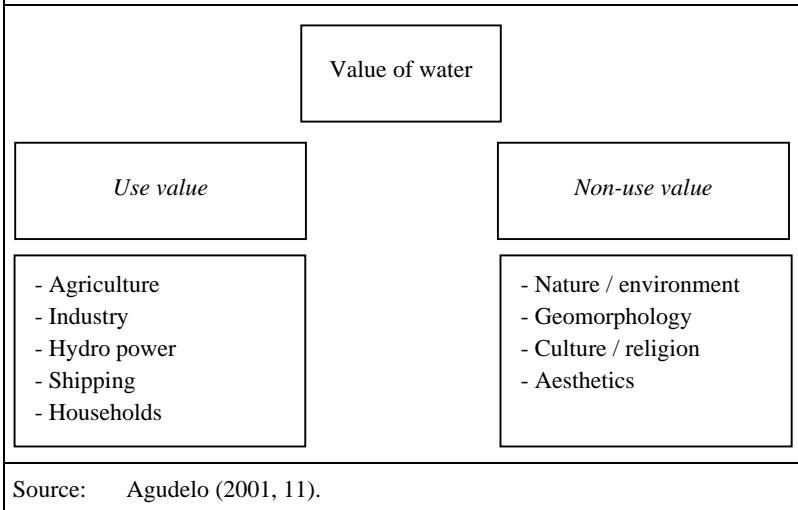 Value of water
Use value
Non-use value
- Agriculture
- Industry
- Hydro power
- Shipping
- Households
- Nature / environment
- Geomorphology
- Culture / religion
- Aesthetics
Source: Agudelo (2001, 11).